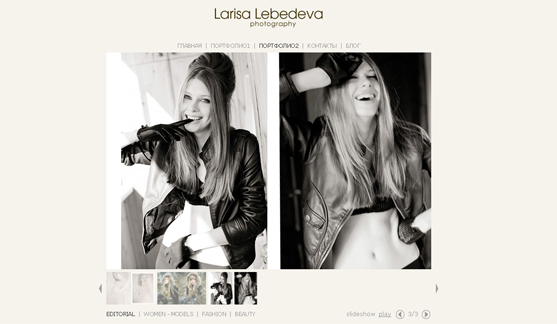 Larisa Lebedeva
photography
ГЛАВНАЯ | ПОРТФОЛИО1 | ПОРТФОЛИО2 | КОНТАКТЫ | БЛОГ
EDITORIAL | WOMEN - MODELS | FASHION | BEAUTY
slideshow play 3/3